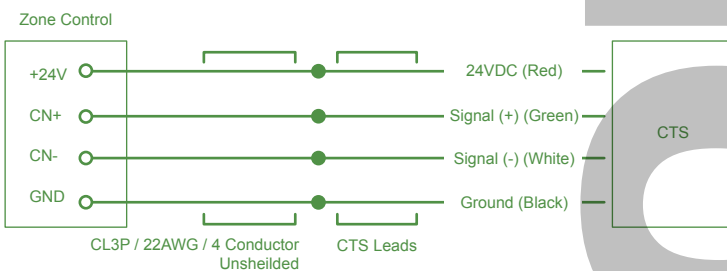 Zone Control
+24V
24VDC (Red)
CN+
Signal (+) (Green)
CTS
CN-
Signal (-) (White)
GND
Ground (Black)
CL3P / 22AWG / 4 Conductor
Unsheilded
CTS Leads